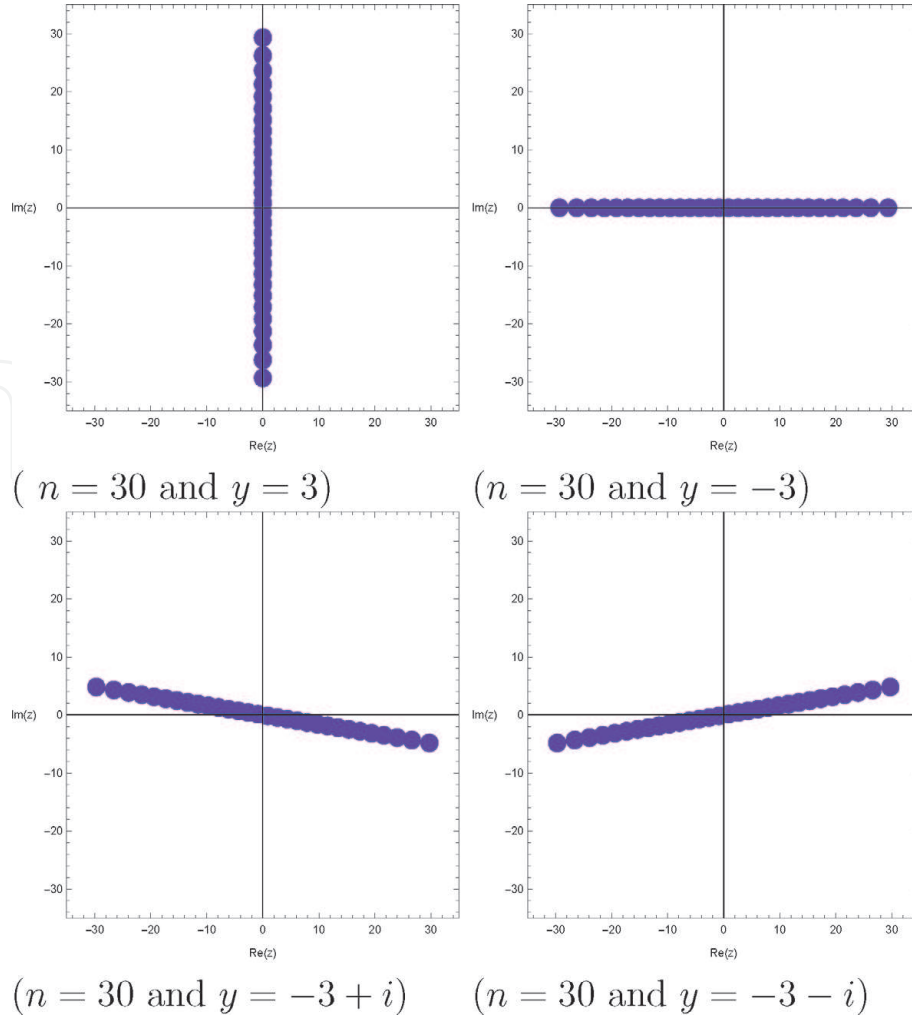 30
20
10
Im(z) 0
−10
−20
−30
−30 −20 −10 0 10 20 30
Re(z)
( n = 30 and y = 3)
30
20
10
Im(z) 0
−10
−20
−30
−30 −20 −10 0 10 20 30
Re(z)
(n = 30 and y = −3)
30
20
10
Im(z) 0
−10
−20
−30
−30 −20 −10 0 10 20 30
Re(z)
(n = 30 and y = −3 + i)
30
20
10
Im(z) 0
−10
−20
−30
−30 −20 −10 0 10 20 30
Re(z)
(n = 30 and y = −3 − i)